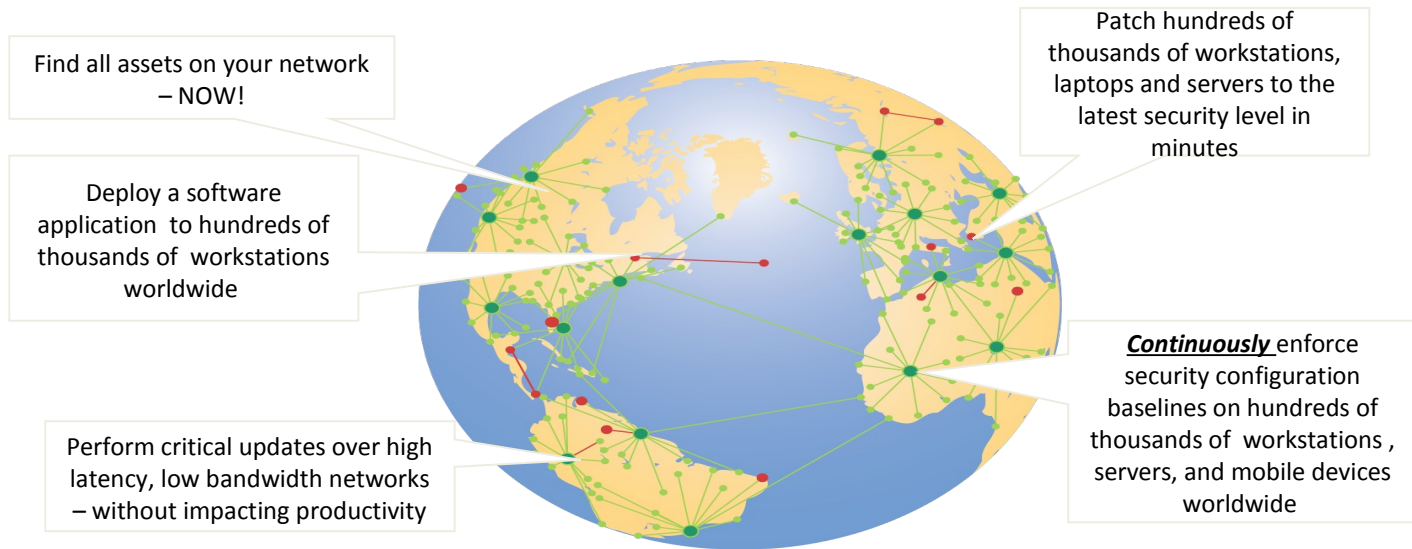 Find all assets on your network
– NOW!
Deploy a software
application to hundreds of
thousands of workstations
worldwide
Perform critical updates over high
latency, low bandwidth networks
– without impacting productivity
Patch hundreds of
thousands of workstations,
laptops and servers to the
latest security level in
minutes
Continuously enforce
security configuration
baselines on hundreds of
thousands of workstations ,
servers, and mobile devices
worldwide